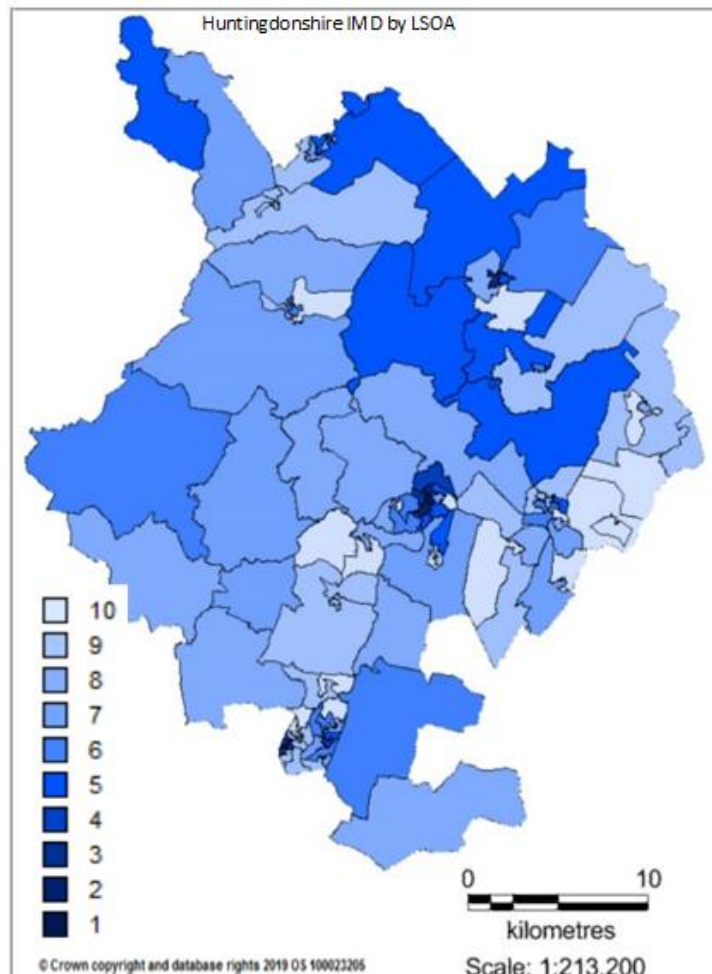 Huntingdonshire IMD by LSOA
10
9
8
7
6
5
4
3
2
1
0 10
kilometres
Scale: 1:213,200
© Crown copyright and database rights 2019 OS 100023205